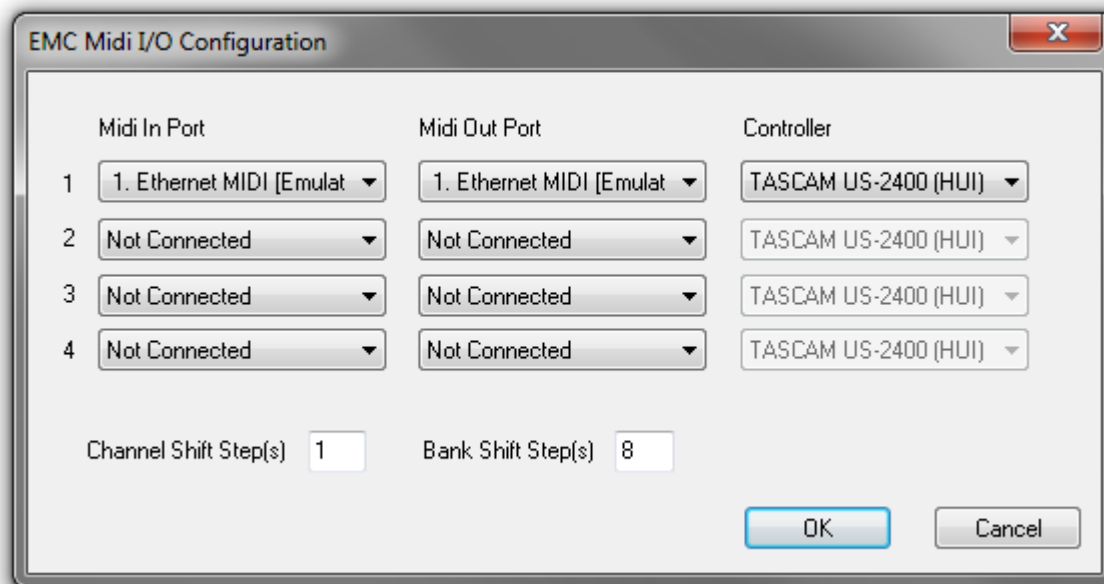 EMC Midi I/O Configuration
Midi In Port Midi Out Port Controller
1 1. Ethernet MIDI [Emulat 1. Ethernet MIDI [Emulat TASCAM US-2400 (HUI)
2 Not Connected Not Connected TASCAM US-2400 (HUI)
3 Not Connected Not Connected TASCAM US-2400 (HUI)
4 Not Connected Not Connected TASCAM US-2400 (HUI)
Channel Shift Step(s) 1 Bank Shift Step(s) 8
OK Cancel